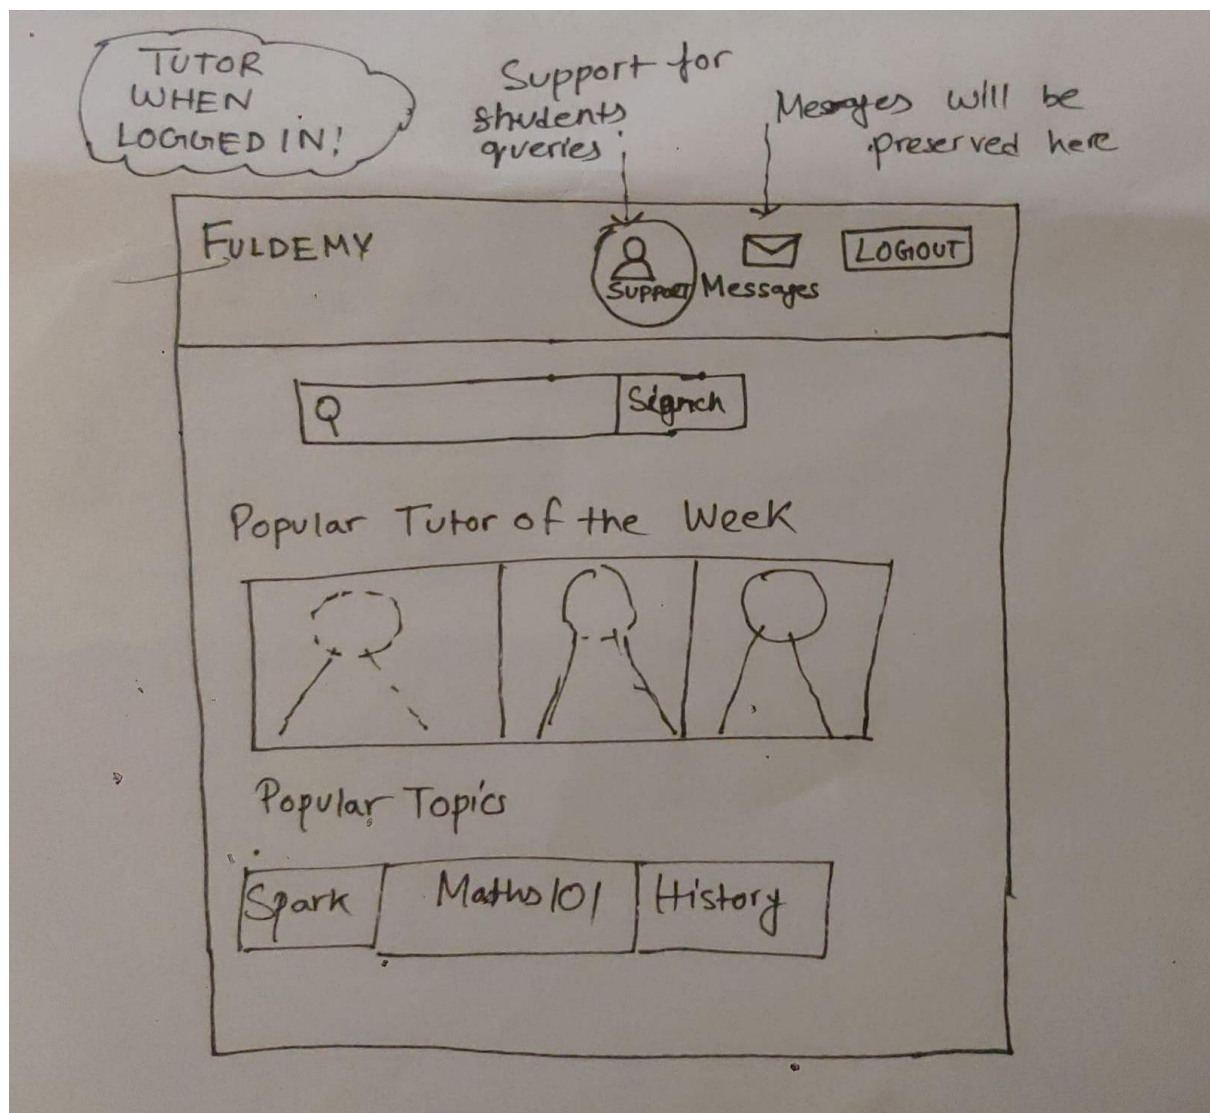 TUTOR
WHEN
LOGGED IN!
Support for
students
queries
Messages will be
preserved here
FULDEMY
SUPPORT
Messages
LOGOUT
Popular Tutor of the Week
Popular Topics
Spark
Maths 101
History